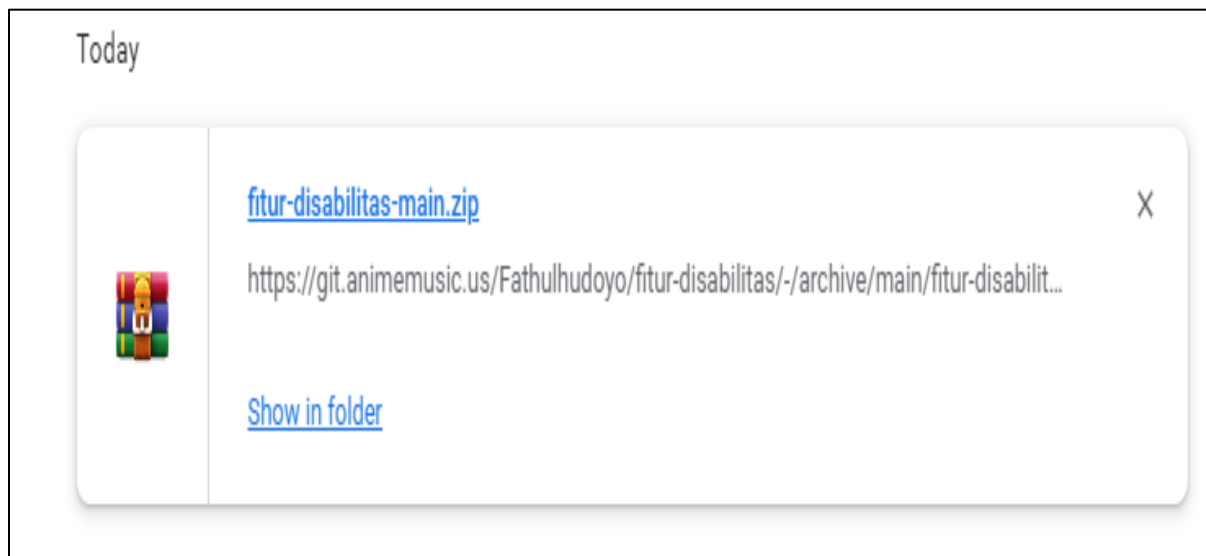 Today
fitur-disabilitas-main.zip
X
https://git.animemusic.us/Fathulhudoyo/fitur-disabilitas/-/archive/main/fitur-disabilit...
Show in folder